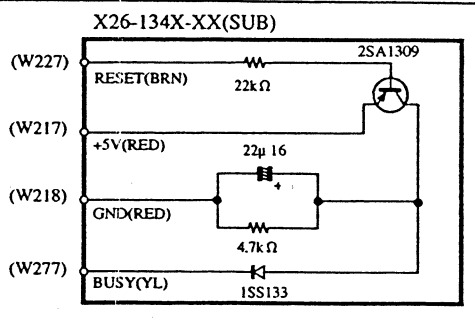 X26-134X-XX(SUB)
2SA1309
(W227)
RESET(BRN)
22kΩ
(W217)
+5V(RED)
22μ 16
+
(W218)
GND(RED)
4.7kΩ
(W277)
BUSY(YL)
1SS133